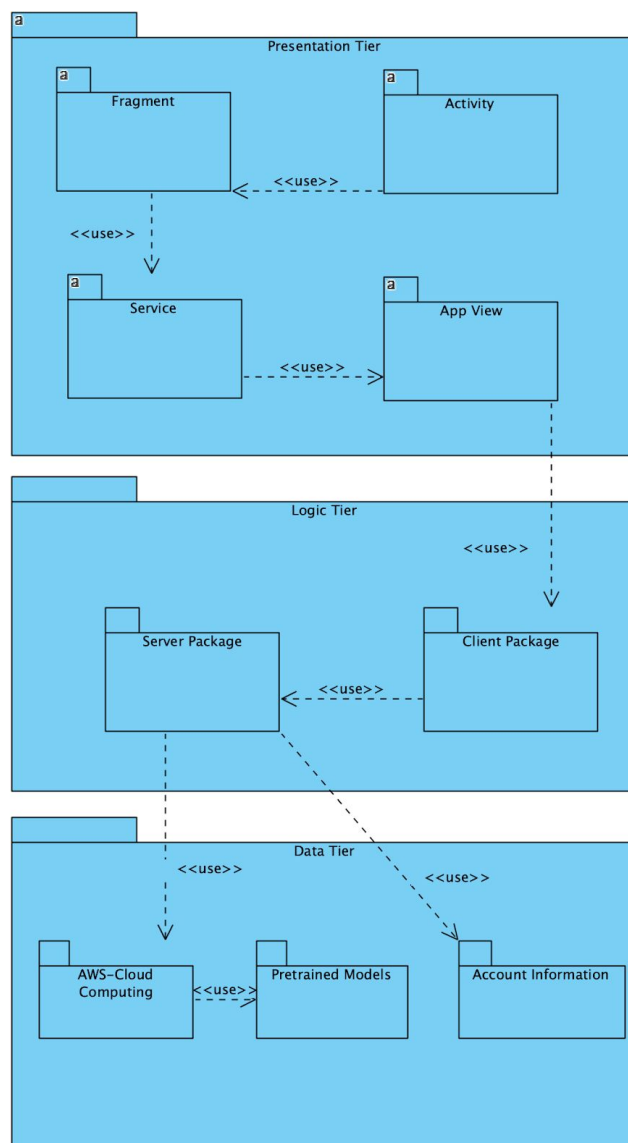 a
Presentation Tier
a
Fragment
a
Activity
<<use>>
<<use>>
a
Service
a
App View
<<use>>
Logic Tier
<<use>>
Server Package
Client Package
<<use>>
Data Tier
<<use>>
<<use>>
AWS-Cloud
Computing
<<use>>
Pretrained Models
Account Information